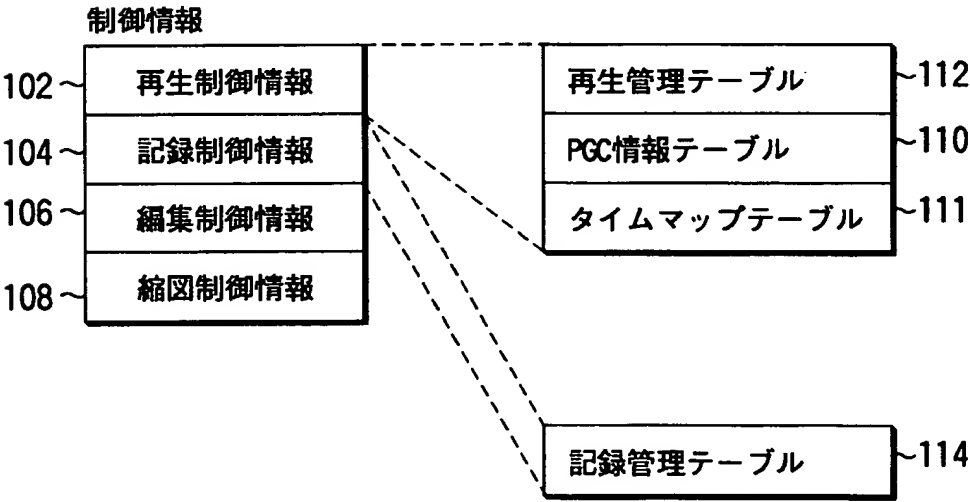 制御情報
102 再生制御情報
104 記録制御情報
106 編集制御情報
108 縮図制御情報
再生管理テーブル 112
PGC情報テーブル 110
タイムマップテーブル 111
記録管理テーブル 114